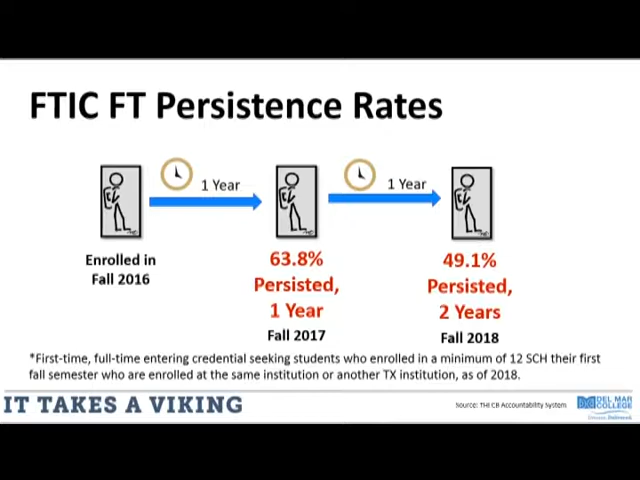 FTIC FT Persistence Rates
1 Year
1 Year
Enrolled in
Fall 2016
63.8%
Persisted,
1 Year
Fall 2017
49.1%
Persisted,
2 Years
Fall 2018
*First-time, full-time entering credential seeking students who enrolled in a minimum of 12 SCH their first
fall semester who are enrolled at the same institution or another TX institution, as of 2018.
IT TAKES A VIKING
Source: THECB Accountability System
DEL MAR
COLLEGE